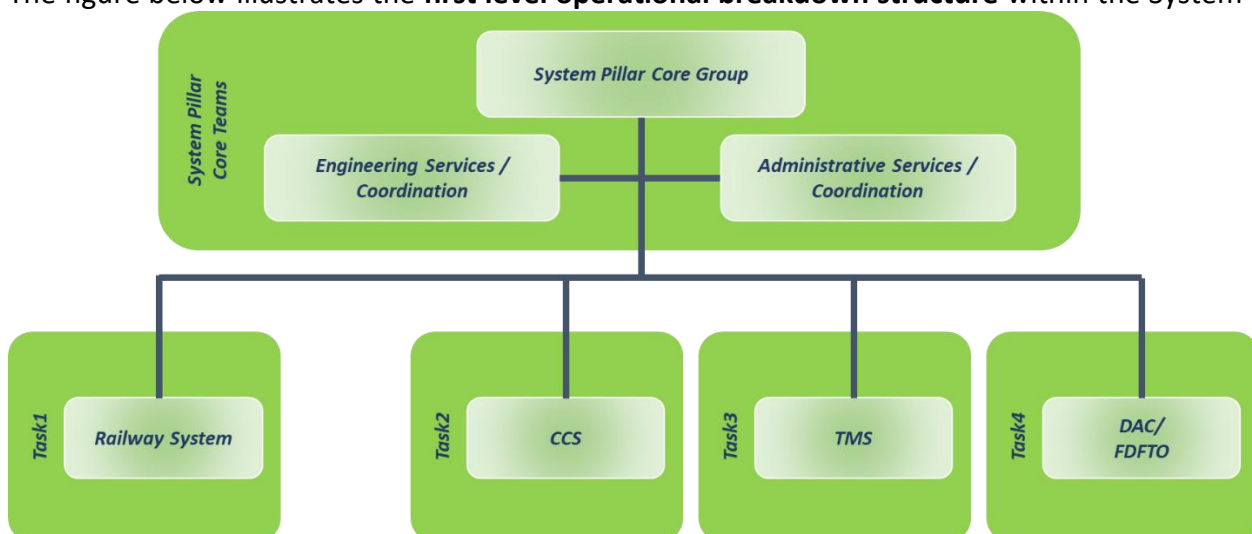 The figure below illustrates the first level operational breakdown structure within the System
System Pillar
Core Teams
System Pillar Core Group
Engineering Services /
Coordination
Administrative Services /
Coordination
Task1
Railway System
Task2
CCS
Task3
TMS
Task4
DAC/
FDFTO